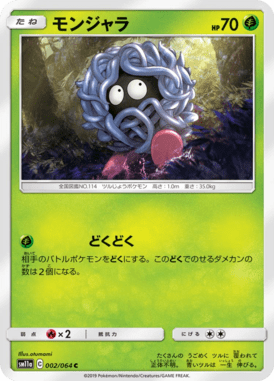 たね モンジャラ HP70
全国図鑑NO.114 ツルじょうポケモン 高さ：1.0m 重さ：35.0kg
どくどく
相手のバトルポケモンをどくにする。このどくでのせるダメカンの
数は2個になる。
弱点 ×2 抵抗力 にげる
Illus.otumami
sm11a C 002/064 C
たくさんの うごめく ツルに 覆われて
正体不明。 青いツルは 一生 伸びる。
©2019 Pokémon/Nintendo/Creatures/GAME FREAK.